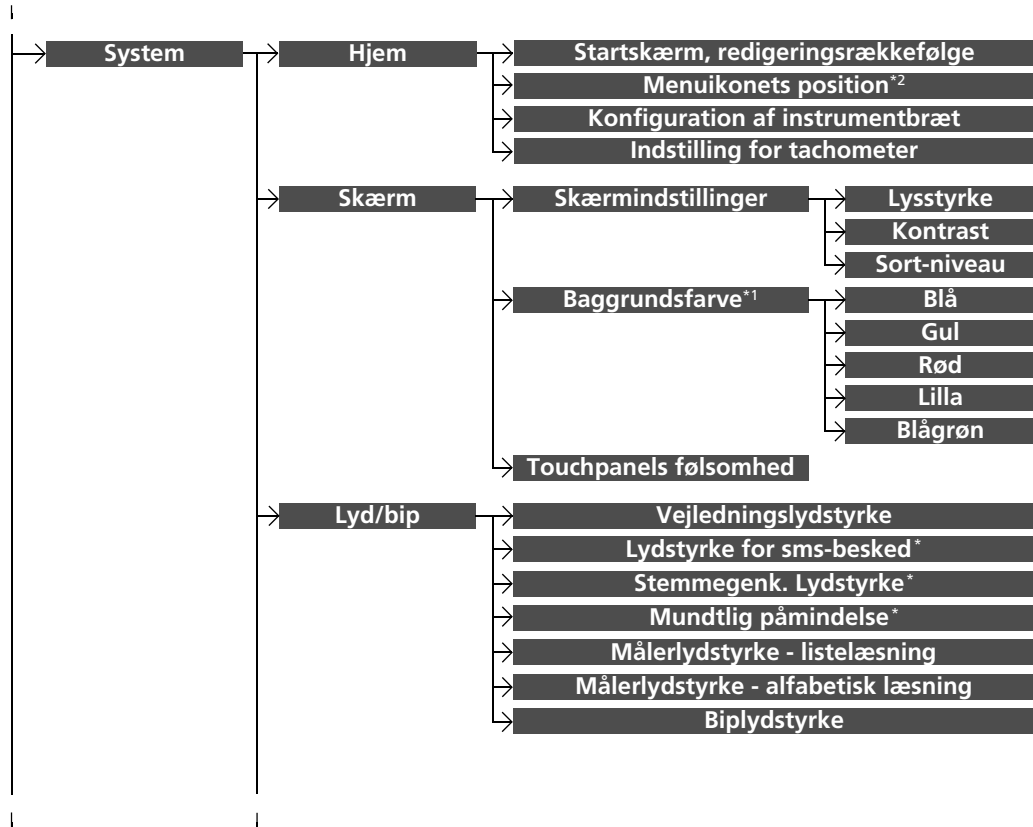 System
Hjem
Startskærm, redigeringsrækkefølge
Menuikonets position*2
Konfiguration af instrumentbræt
Indstilling for tachometer
Skærm
Skærmindstillinger
Lysstyrke
Kontrast
Sort-niveau
Baggrundsfarve*1
Blå
Gul
Rød
Lilla
Blågrøn
Touchpanels følsomhed
Lyd/bip
Vejledningslydstyrke
Lydstyrke for sms-besked*
Stemmegenk. Lydstyrke*
Mundtlig påmindelse*
Målerlydstyrke - listelæsning
Målerlydstyrke - alfabetisk læsning
Biplydstyrke